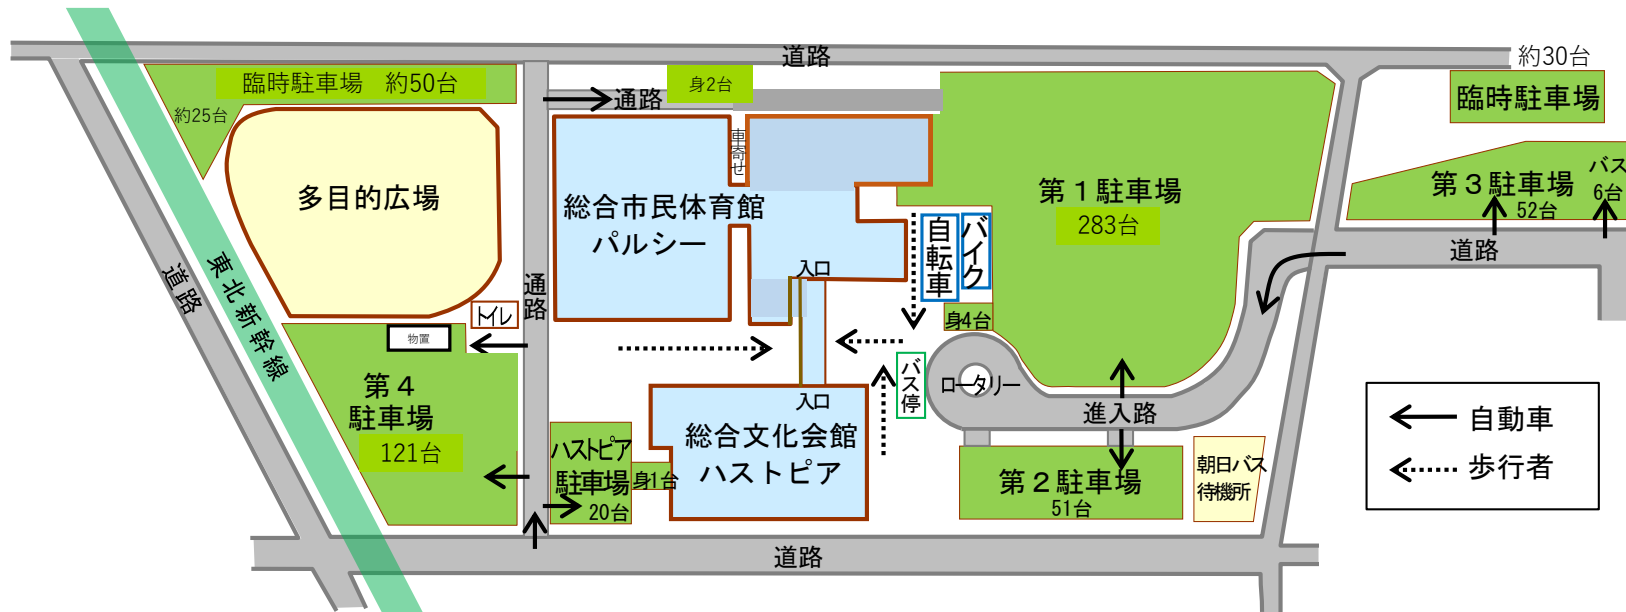 道路
約30台
臨時駐車場　約50台
身2台
通路
臨時駐車場
約25台
車寄せ
バス
6台
第３駐車場
52台
第１駐車場
283台
多目的広場
総合市民体育館
パルシー
自転車
バイク
道路
道路
東北新幹線
通路
入口
トイレ
物置
身4台
バス停
ロータリー
第４
駐車場
121台
入口
進入路
自動車
歩行者
ハストピア
駐車場
20台
身1台
総合文化会館
ハストピア
第２駐車場
51台
朝日バス
待機所
道路